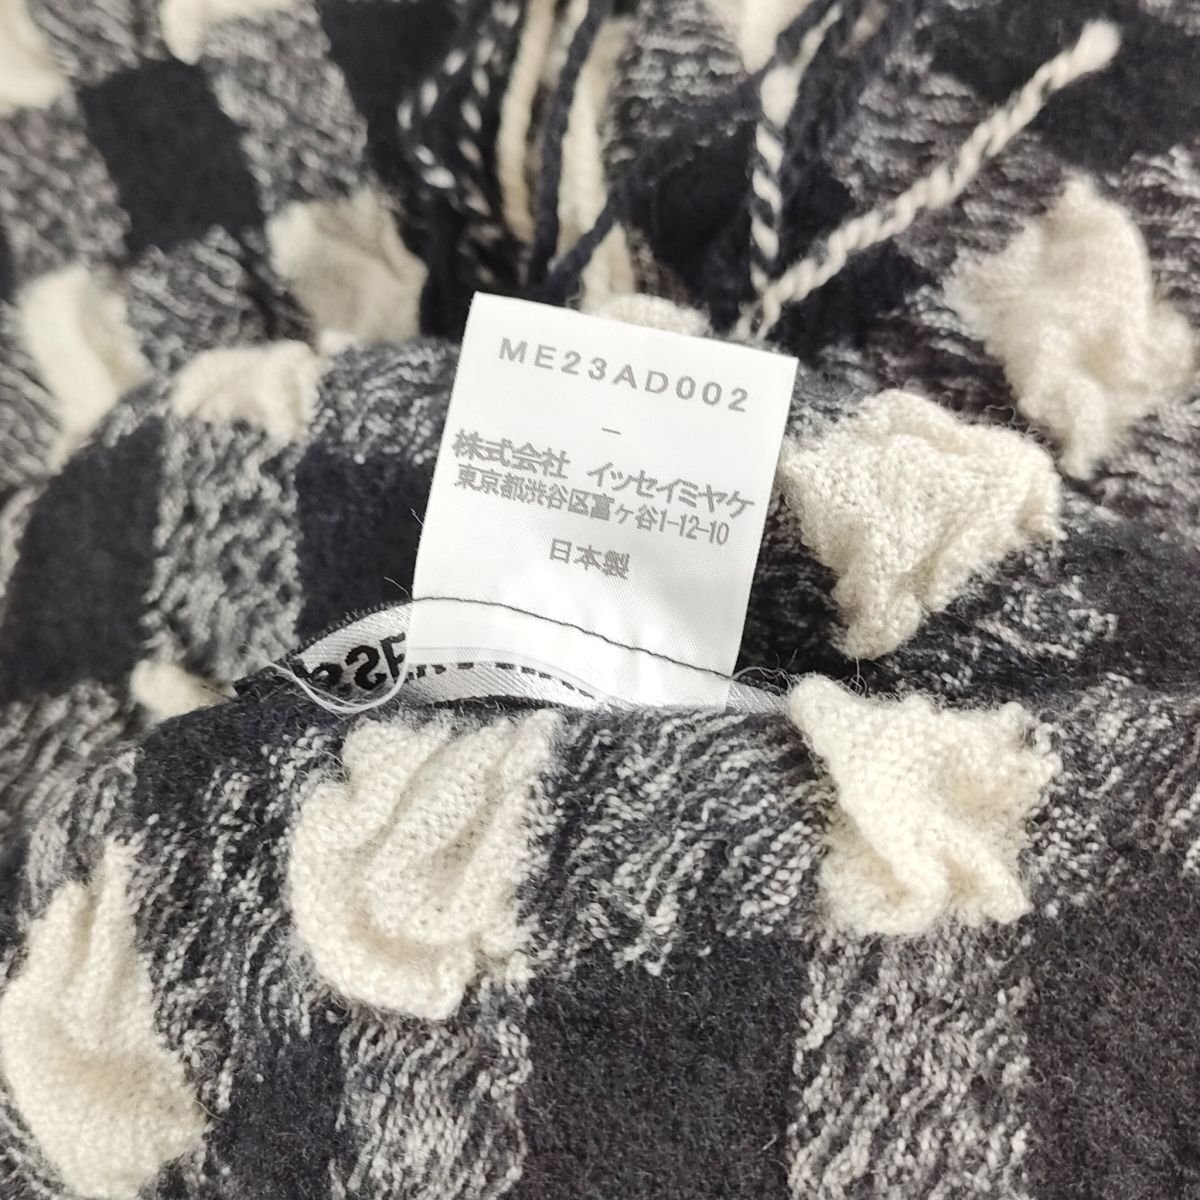 ME23AD002
–
株式会社 イッセイミヤケ
東京都渋谷区富ヶ谷1-12-10
日本製